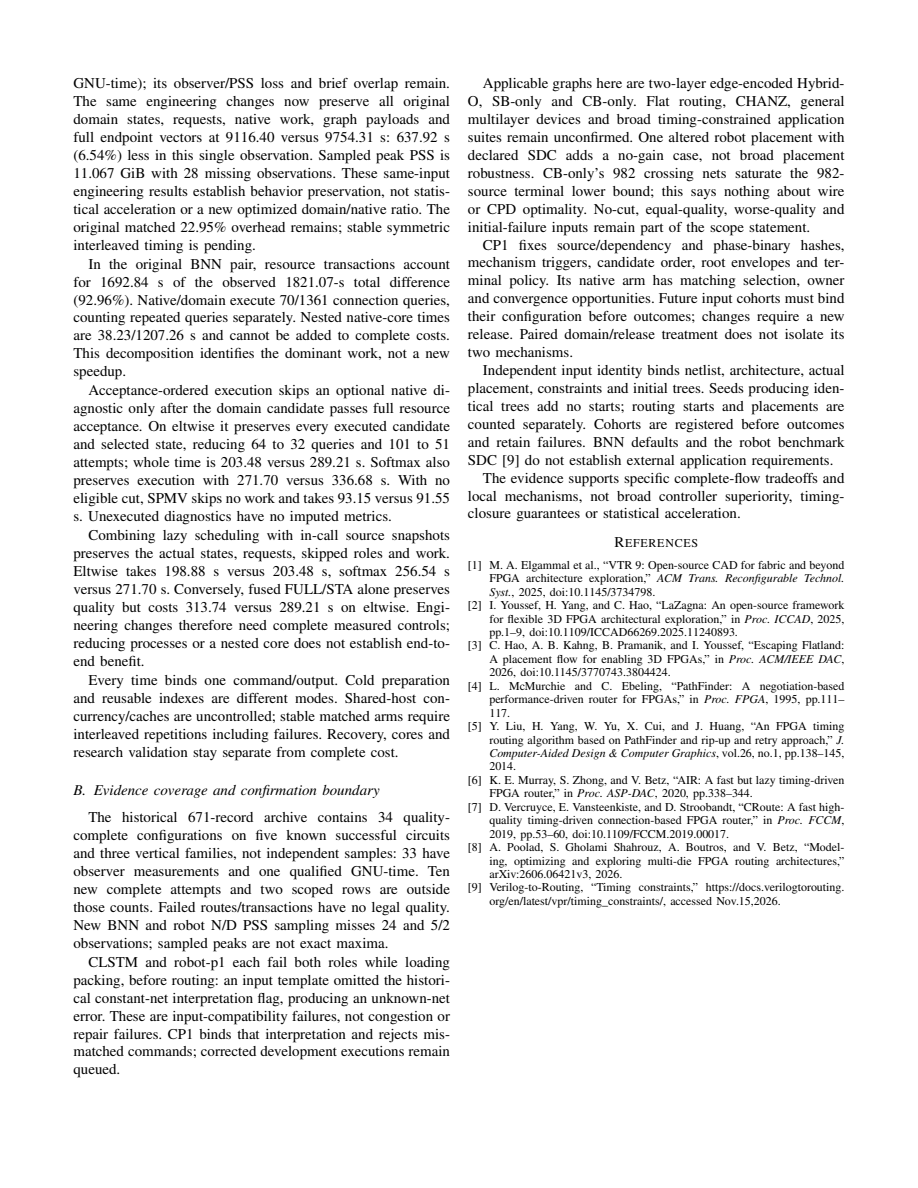 GNU-time); its observer/PSS loss and brief overlap remain.
The same engineering changes now preserve all original
domain states, requests, native work, graph payloads and
full endpoint vectors at 9116.40 versus 9754.31 s: 637.92 s
(6.54%) less in this single observation. Sampled peak PSS is
11.067 GiB with 28 missing observations. These same-input
engineering results establish behavior preservation, not statis-
tical acceleration or a new optimized domain/native ratio. The
original matched 22.95% overhead remains; stable symmetric
interleaved timing is pending.
In the original BNN pair, resource transactions account
for 1692.84 s of the observed 1821.07-s total difference
(92.96%). Native/domain execute 70/1361 connection queries,
counting repeated queries separately. Nested native-core times
are 38.23/1207.26 s and cannot be added to complete costs.
This decomposition identifies the dominant work, not a new
speedup.
Acceptance-ordered execution skips an optional native di-
agnostic only after the domain candidate passes full resource
acceptance. On eltwise it preserves every executed candidate
and selected state, reducing 64 to 32 queries and 101 to 51
attempts; whole time is 203.48 versus 289.21 s. Softmax also
preserves execution with 271.70 versus 336.68 s. With no
eligible cut, SPMV skips no work and takes 93.15 versus 91.55
s. Unexecuted diagnostics have no imputed metrics.
Combining lazy scheduling with in-call source snapshots
preserves the actual states, requests, skipped roles and work.
Eltwise takes 198.88 s versus 203.48 s, softmax 256.54 s
versus 271.70 s. Conversely, fused FULL/STA alone preserves
quality but costs 313.74 versus 289.21 s on eltwise. Engi-
neering changes therefore need complete measured controls;
reducing processes or a nested core does not establish end-to-
end benefit.
Every time binds one command/output. Cold preparation
and reusable indexes are different modes. Shared-host con-
currency/caches are uncontrolled; stable matched arms require
interleaved repetitions including failures. Recovery, cores and
research validation stay separate from complete cost.
B. Evidence coverage and confirmation boundary
The historical 671-record archive contains 34 quality-
complete configurations on five known successful circuits
and three vertical families, not independent samples: 33 have
observer measurements and one qualified GNU-time. Ten
new complete attempts and two scoped rows are outside
those counts. Failed routes/transactions have no legal quality.
New BNN and robot N/D PSS sampling misses 24 and 5/2
observations; sampled peaks are not exact maxima.
CLSTM and robot-p1 each fail both roles while loading
packing, before routing: an input template omitted the histori-
cal constant-net interpretation flag, producing an unknown-net
error. These are input-compatibility failures, not congestion or
repair failures. CP1 binds that interpretation and rejects mis-
matched commands; corrected development executions remain
queued.
Applicable graphs here are two-layer edge-encoded Hybrid-
O, SB-only and CB-only. Flat routing, CHANZ, general
multilayer devices and broad timing-constrained application
suites remain unconfirmed. One altered robot placement with
declared SDC adds a no-gain case, not broad placement
robustness. CB-only's 982 crossing nets saturate the 982-
source terminal lower bound; this says nothing about wire
or CPD optimality. No-cut, equal-quality, worse-quality and
initial-failure inputs remain part of the scope statement.
CP1 fixes source/dependency and phase-binary hashes,
mechanism triggers, candidate order, root envelopes and ter-
minal policy. Its native arm has matching selection, owner
and convergence opportunities. Future input cohorts must bind
their configuration before outcomes; changes require a new
release. Paired domain/release treatment does not isolate its
two mechanisms.
Independent input identity binds netlist, architecture, actual
placement, constraints and initial trees. Seeds producing iden-
tical trees add no starts; routing starts and placements are
counted separately. Cohorts are registered before outcomes
and retain failures. BNN defaults and the robot benchmark
SDC [9] do not establish external application requirements.
The evidence supports specific complete-flow tradeoffs and
local mechanisms, not broad controller superiority, timing-
closure guarantees or statistical acceleration.
REFERENCES
[1] M. A. Elgammal et al., “VTR 9: Open-source CAD for fabric and beyond
FPGA architecture exploration,” ACM Trans. Reconfigurable Technol.
Syst., 2025, doi:10.1145/3734798.
[2] I. Youssef, H. Yang, and C. Hao, “LaZagna: An open-source framework
for flexible 3D FPGA architectural exploration,” in Proc. ICCAD, 2025,
pp.1–9, doi:10.1109/ICCAD66269.2025.11240893.
[3] C. Hao, A. B. Kahng, B. Pramanik, and I. Youssef, “Escaping Flatland:
A placement flow for enabling 3D FPGAs,” in Proc. ACM/IEEE DAC,
2026, doi:10.1145/3770743.3804424.
[4] L. McMurchie and C. Ebeling, “PathFinder: A negotiation-based
performance-driven router for FPGAs,” in Proc. FPGA, 1995, pp.111–
117.
[5] Y. Liu, H. Yang, W. Yu, X. Cui, and J. Huang, “An FPGA timing
routing algorithm based on PathFinder and rip-up and retry approach,” J.
Computer-Aided Design & Computer Graphics, vol.26, no.1, pp.138–145,
2014.
[6] K. E. Murray, S. Zhong, and V. Betz, “AIR: A fast but lazy timing-driven
FPGA router,” in Proc. ASP-DAC, 2020, pp.338–344.
[7] D. Vercruyce, E. Vansteenkiste, and D. Stroobandt, “CRoute: A fast high-
quality timing-driven connection-based FPGA router,” in Proc. FCCM,
2019, pp.53–60, doi:10.1109/FCCM.2019.00017.
[8] A. Poolad, S. Gholami Shahrouz, A. Boutros, and V. Betz, “Model-
ing, optimizing and exploring multi-die FPGA routing architectures,”
arXiv:2606.06421v3, 2026.
[9] Verilog-to-Routing, “Timing constraints,” https://docs.verilogtorouting.
org/en/latest/vpr/timing_constraints/, accessed Nov.15,2026.